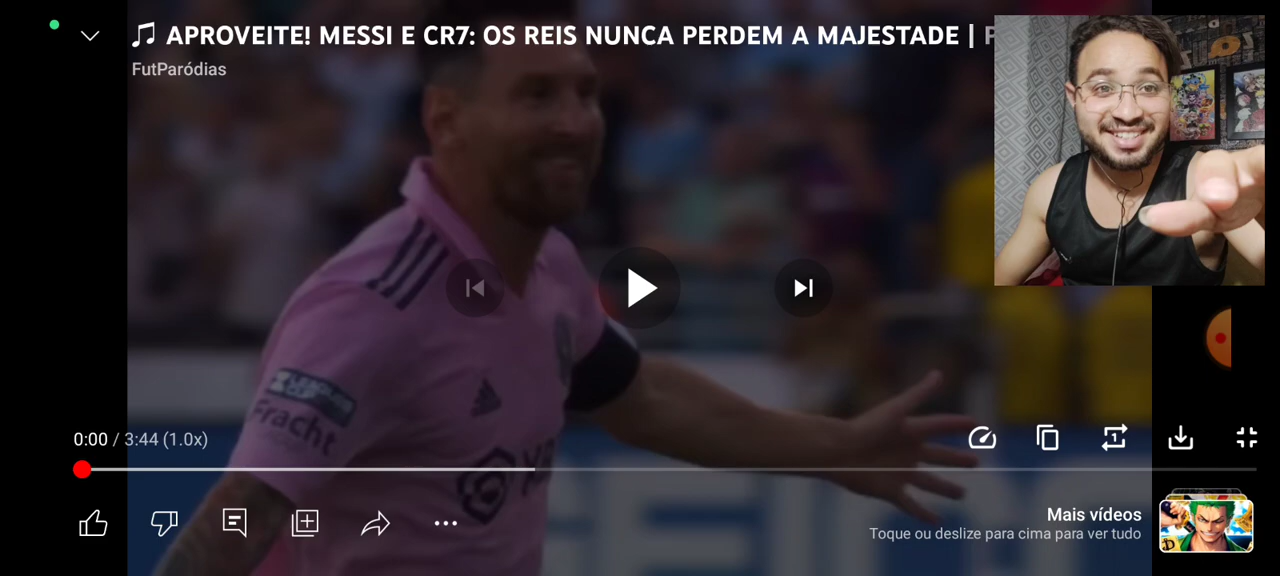 APROVEITE! MESSI E CR7: OS REIS NUNCA PERDEM A MAJESTADE |
FutParódias
Fracht
0:00 / 3:44 (1.0x)
1
Mais vídeos
Toque ou deslize para cima para ver tudo